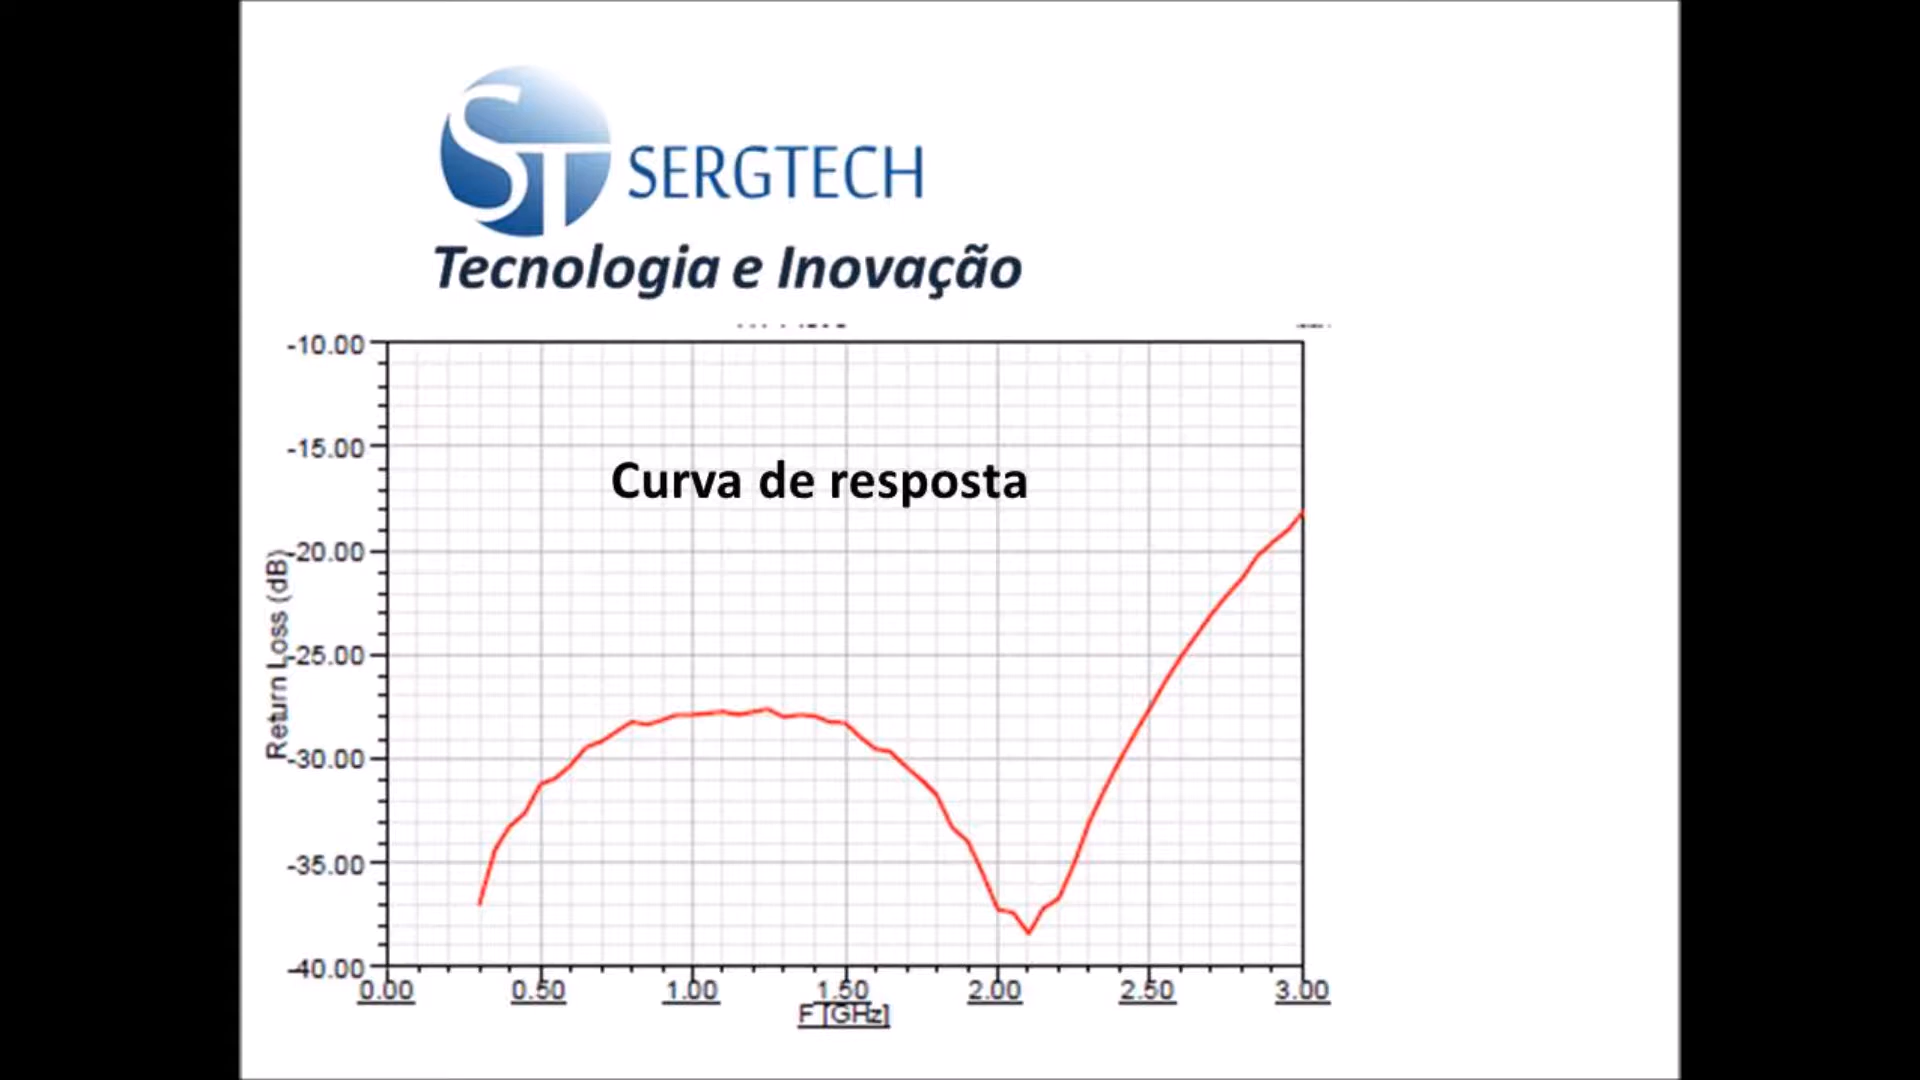 ST SERGTECH
Tecnologia e Inovação
-10.00
-15.00
Curva de resposta
-20.00
-25.00
-30.00
-35.00
-40.00
Return Loss (dB)
0.00 0.50 1.00 1.50 2.00 2.50 3.00
F [GHz]